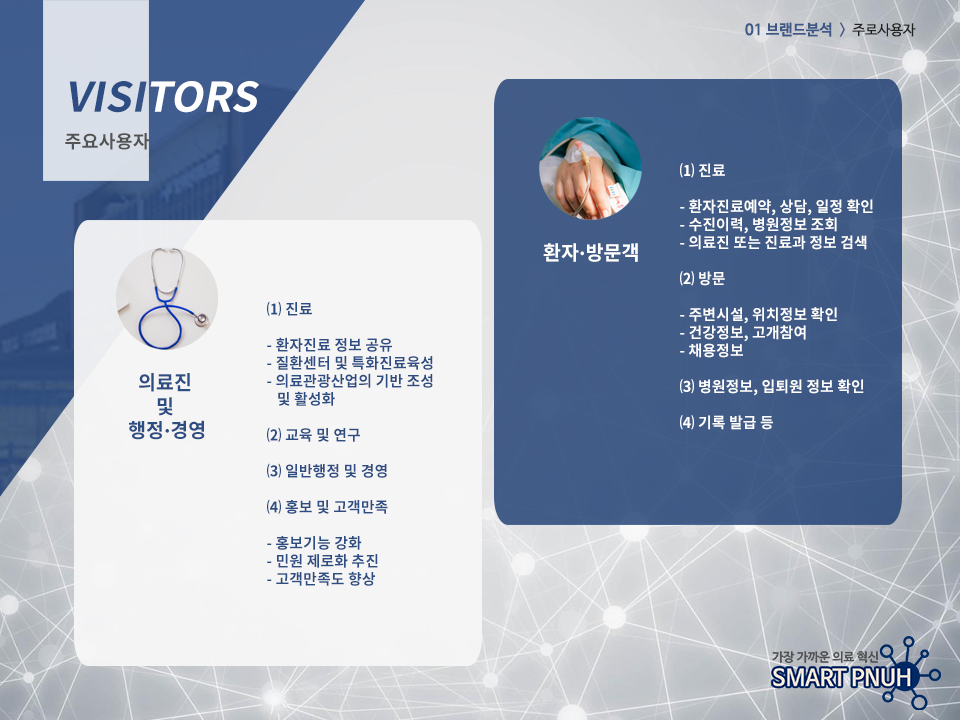 01 브랜드분석 〉 주로사용자
VISITORS
주요사용자
의료진
및
행정·경영
(1) 진료
- 환자진료 정보 공유
- 질환센터 및 특화진료육성
- 의료관광산업의 기반 조성
및 활성화
(2) 교육 및 연구
(3) 일반행정 및 경영
(4) 홍보 및 고객만족
- 홍보기능 강화
- 민원 제로화 추진
- 고객만족도 향상
환자·방문객
(1) 진료
- 환자진료예약, 상담, 일정 확인
- 수진이력, 병원정보 조회
- 의료진 또는 진료과 정보 검색
(2) 방문
- 주변시설, 위치정보 확인
- 건강정보, 고개참여
- 채용정보
(3) 병원정보, 입퇴원 정보 확인
(4) 기록 발급 등
가장 가까운 의료 혁신
SMART PNUH